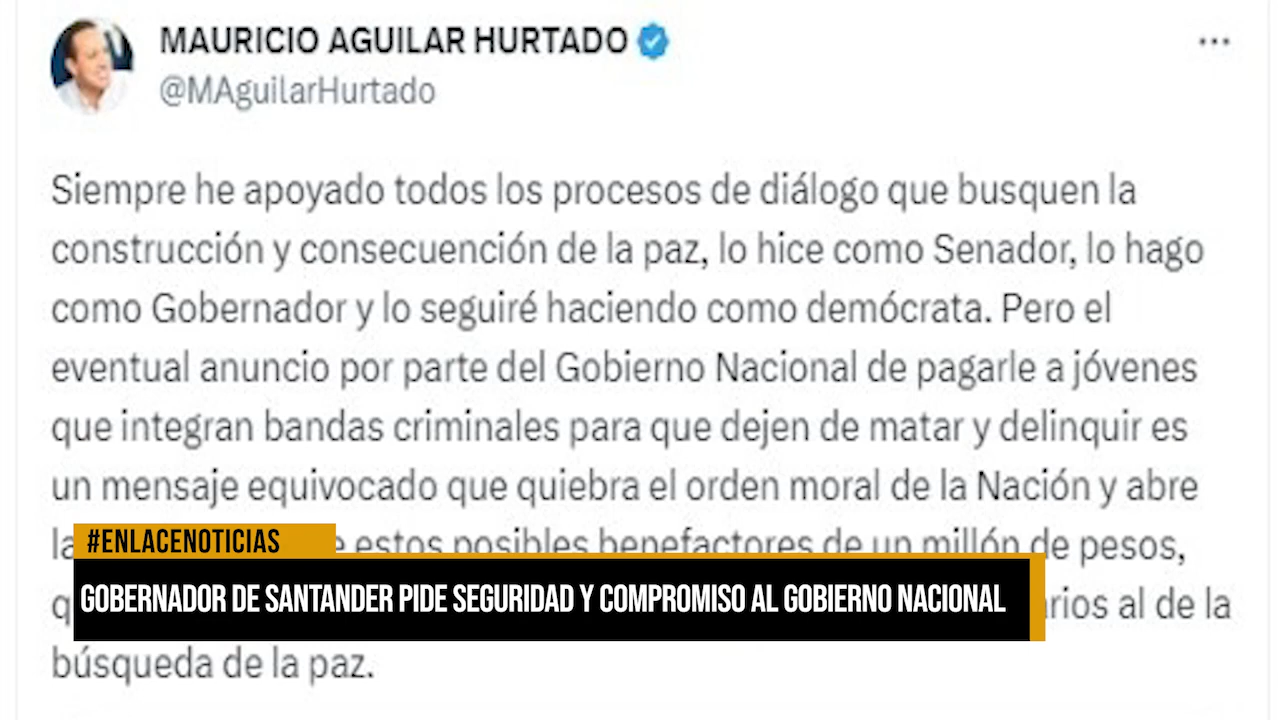 MAURICIO AGUILAR HURTADO
@MAguilarHurtado
Siempre he apoyado todos los procesos de diálogo que busquen la
construcción y consecuención de la paz, lo hice como Senador, lo hago
como Gobernador y lo seguiré haciendo como demócrata. Pero el
eventual anuncio por parte del Gobierno Nacional de pagarle a jóvenes
que integran bandas criminales para que dejen de matar y delinquir es
un mensaje equivocado que quiebra el orden moral de la Nación y abre
estos posibles benefactores de un millón de pesos,
#ENLACENOTICIAS
GOBERNADOR DE SANTANDER PIDE SEGURIDAD Y COMPROMISO AL GOBIERNO NACIONAL
al de la
búsqueda de la paz.